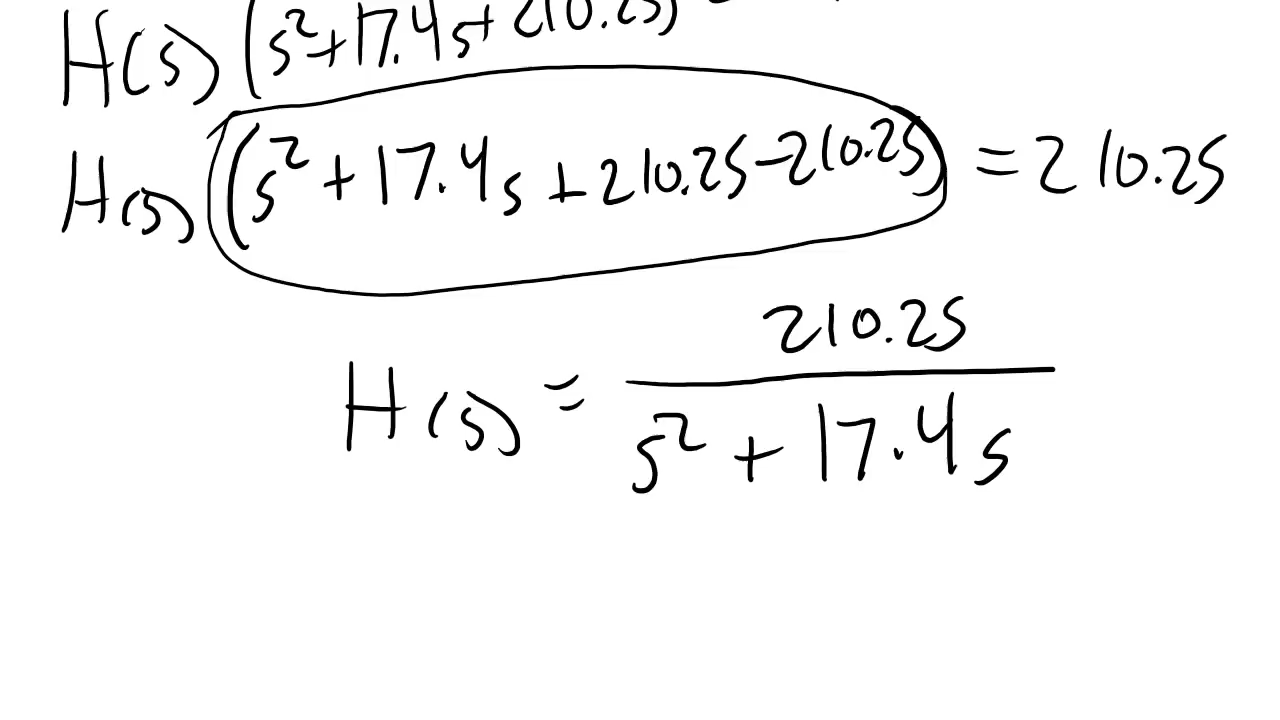 H(s) (s²+17.4s+210.25)
H(s) (s²+17.4s+210.25-210.25) = 210.25
210.25
H(s) =
s²+17.4s